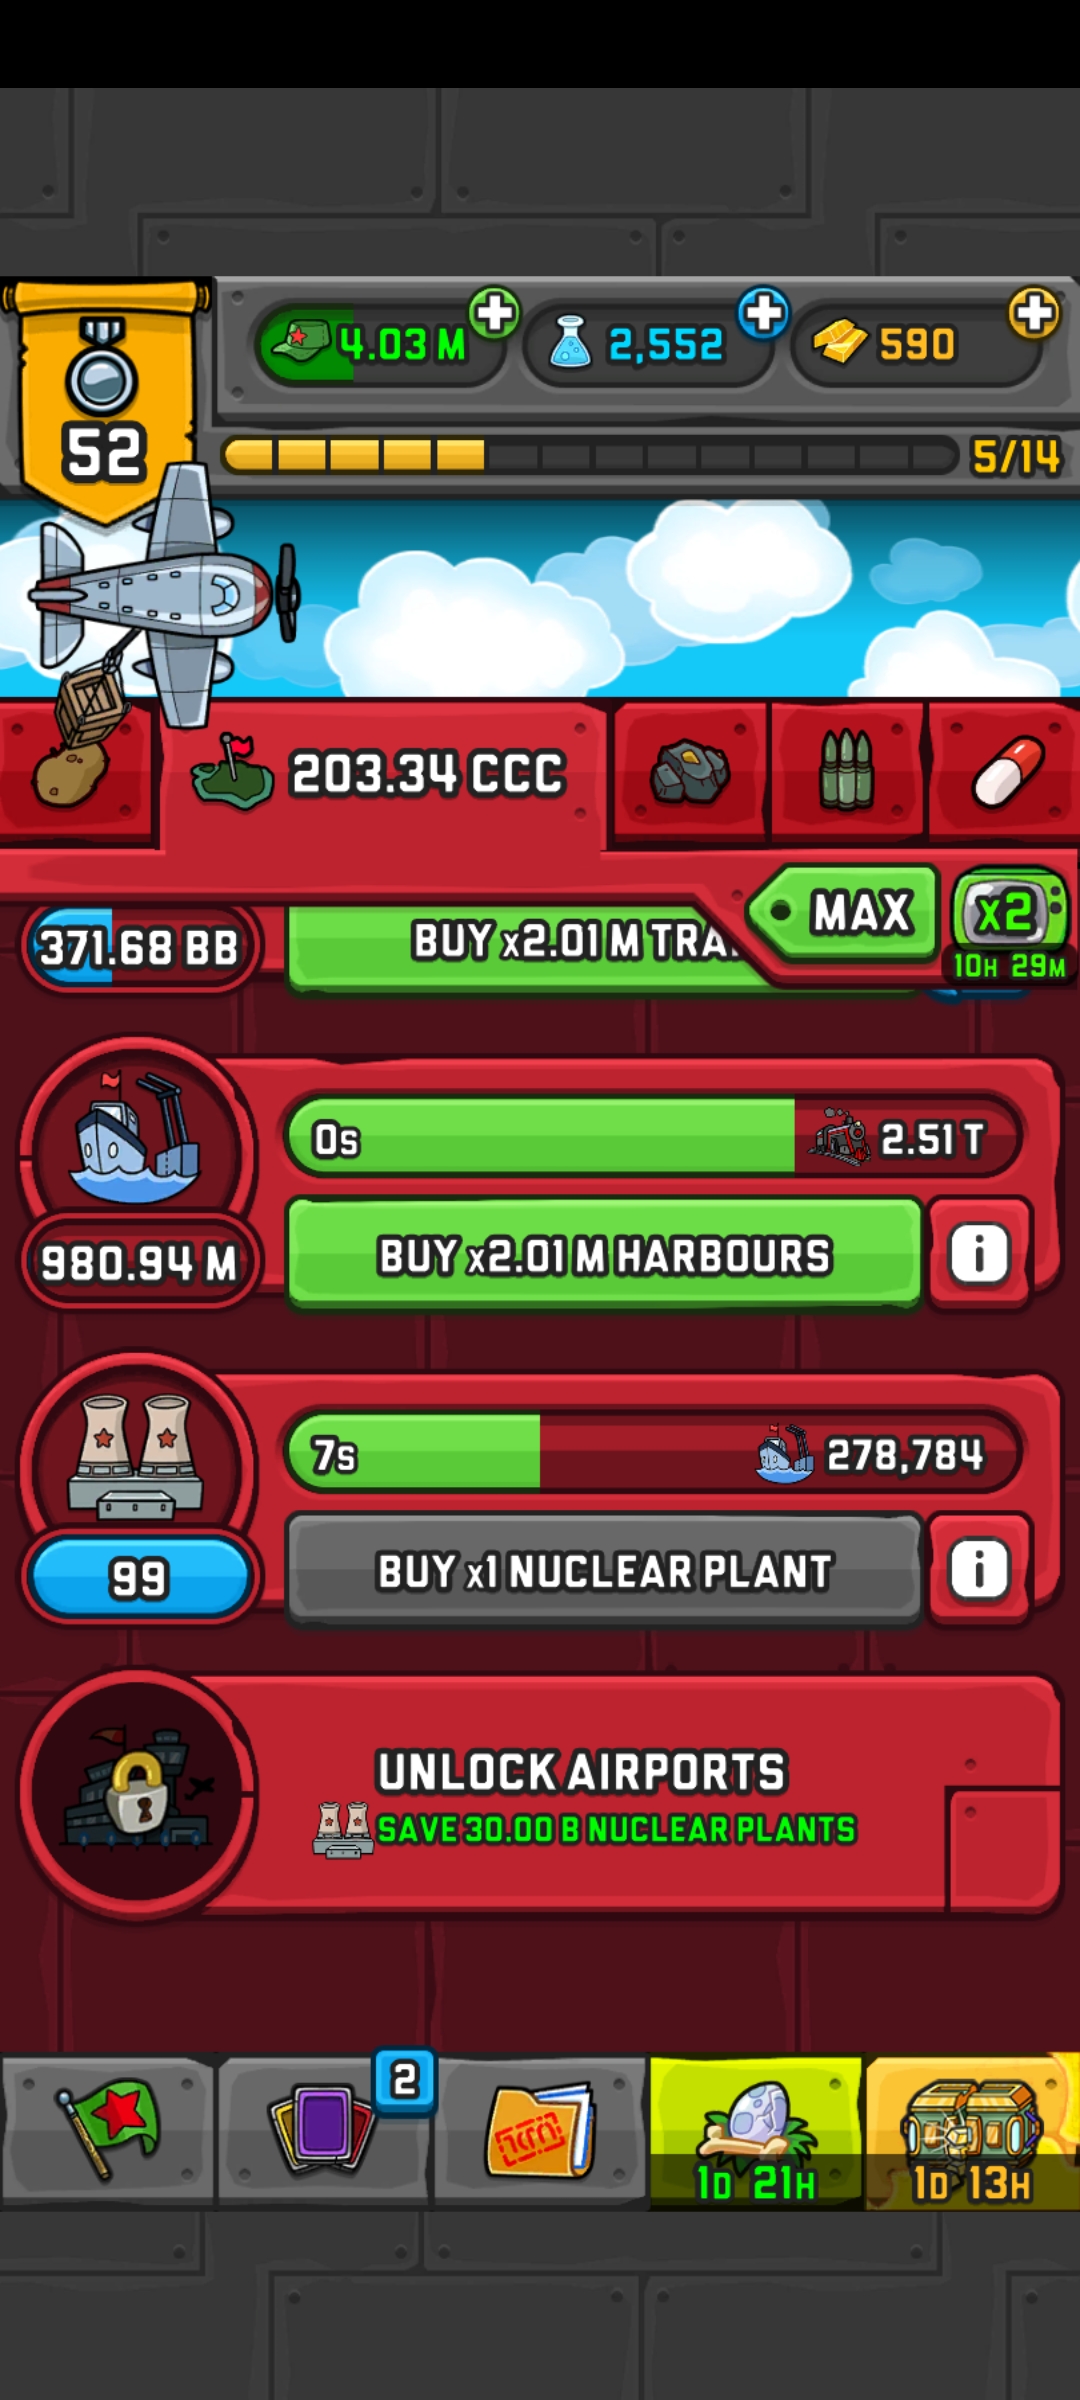 4.03 M
2,552
590
52
5/14
203.34 CCC
MAX
x2
10H 29M
371.68 BB
BUY x2.01 M TRA
0s
2.51 T
980.94 M
BUY x2.01 M HARBOURS
i
7s
278,784
99
BUY x1 NUCLEAR PLANT
i
UNLOCK AIRPORTS
SAVE 30.00 B NUCLEAR PLANTS
2
1D 21H
1D 13H